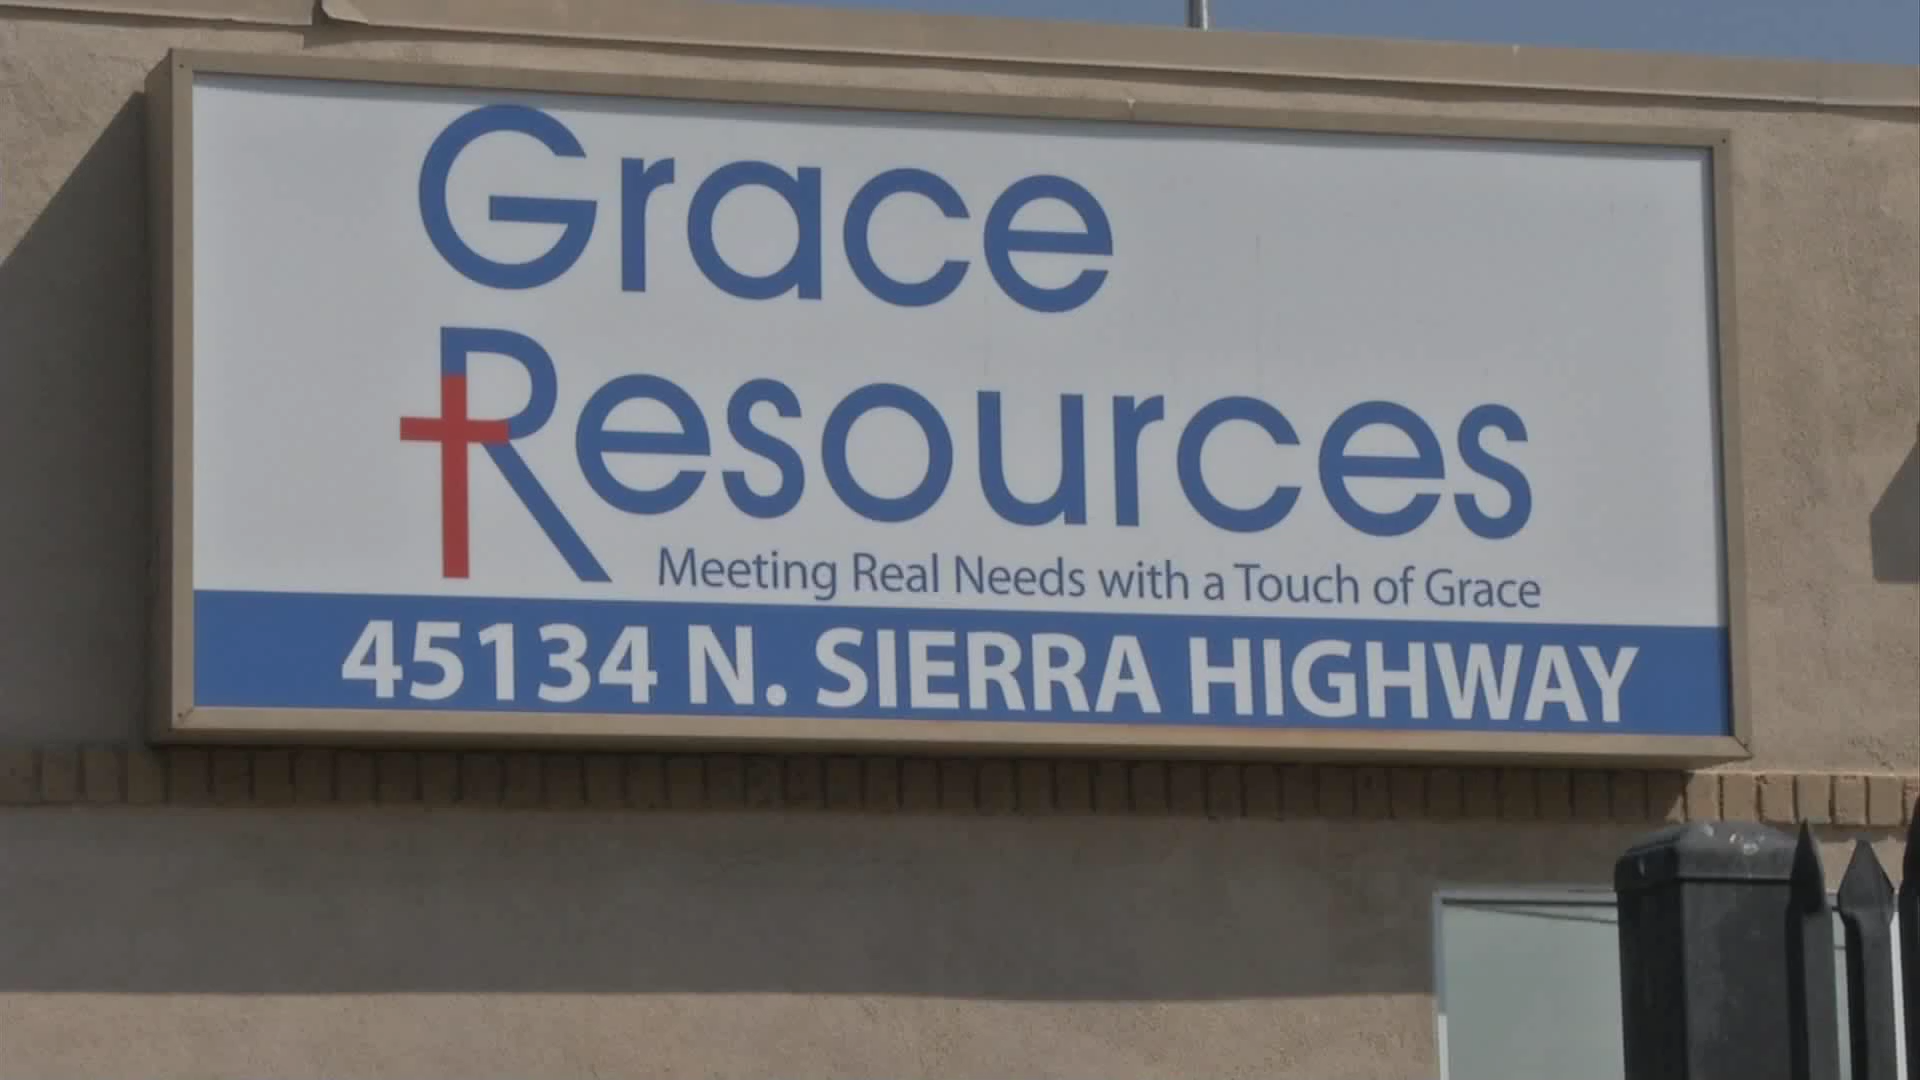 Grace
Resources
Meeting Real Needs with a Touch of Grace
45134 N. SIERRA HIGHWAY